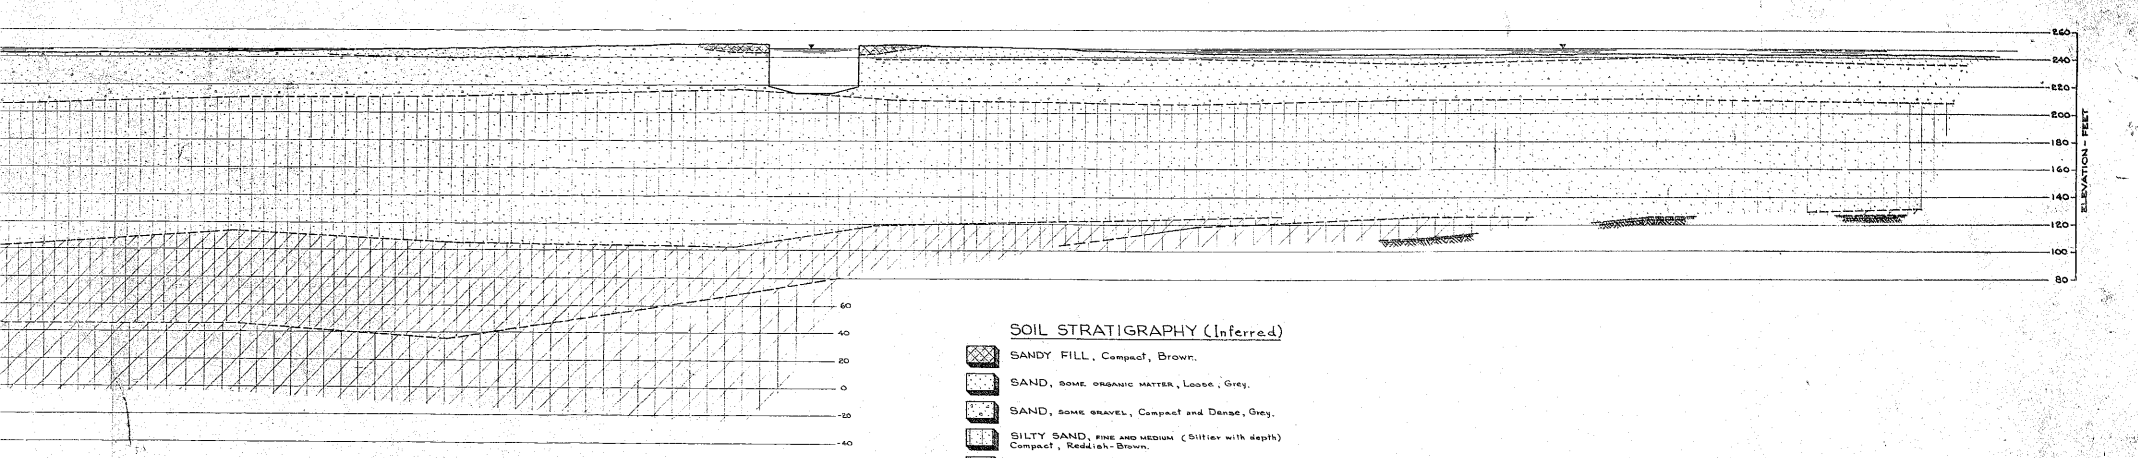 260
240
220
200
180
160
140
120
100
80
ELEVATION - FEET
60
40
20
0
-20
-40
SOIL STRATIGRAPHY (Inferred)
SANDY FILL, Compact, Brown.
SAND, SOME ORGANIC MATTER, Loose, Grey.
SAND, SOME GRAVEL, Compact and Dense, Grey.
SILTY SAND, FINE AND MEDIUM (Siltier with depth)
Compact, Reddish-Brown.